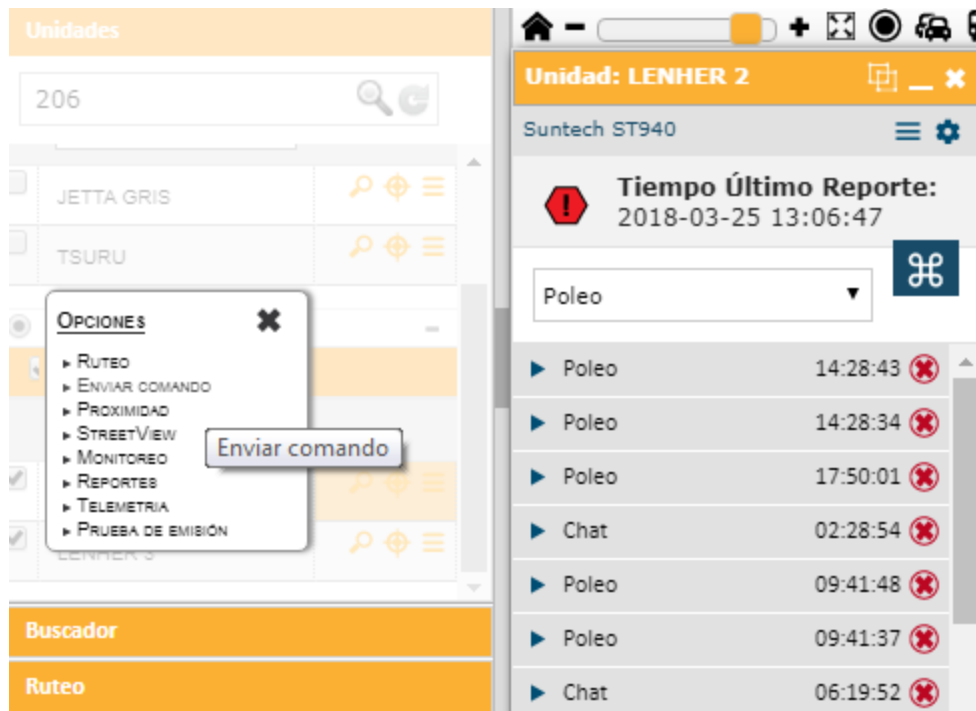 Unidades
206
JETTA GRIS
TSURU
OPCIONES
RUTEO
ENVIAR COMANDO
PROXIMIDAD
STREETVIEW
MONITOREO
REPORTES
TELEMETRIA
PRUEBA DE EMISIÓN
Enviar comando
LENHER 3
Buscador
Ruteo
Unidad: LENHER 2
Suntech ST940
Tiempo Último Reporte:
2018-03-25 13:06:47
Poleo
Poleo 14:28:43
Poleo 14:28:34
Poleo 17:50:01
Chat 02:28:54
Poleo 09:41:48
Poleo 09:41:37
Chat 06:19:52